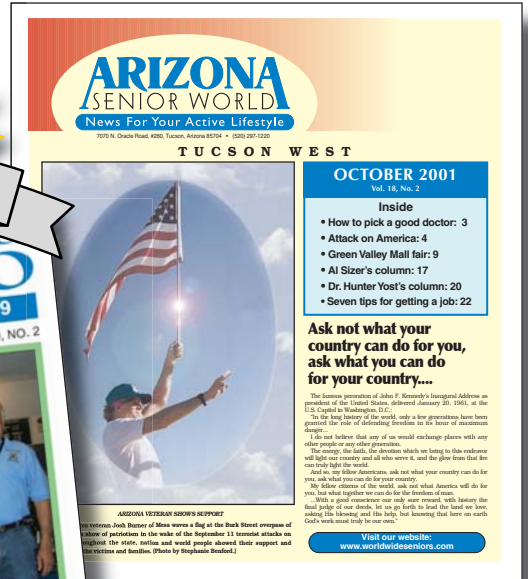 ARIZONA
SENIOR WORLD
News For Your Active Lifestyle
7070 N. Oracle Road, #280, Tucson, Arizona 85704 • (520) 297-1220
TUCSON WEST
OCTOBER 2001
Vol. 18, No. 2
Inside
• How to pick a good doctor: 3
• Attack on America: 4
• Green Valley Mall fair: 9
• Al Sizer's column: 17
• Dr. Hunter Yost's column: 20
• Seven tips for getting a job: 22
Ask not what your
country can do for you,
ask what you can do
for your country....
The famous peroration of John F. Kennedy's Inaugural Address as
president of the United States, delivered January 20, 1961, at the
U.S. Capitol in Washington, D.C.:
"In the long history of the world, only a few generations have been
granted the role of defending freedom in its hour of maximum
danger...
I do not believe that any of us would exchange places with any
other people or any other generation.
The energy, the faith, the devotion which we bring to this endeavor
will light our country and all who serve it, and the glow from that fire
can truly light the world.
And so, my fellow Americans, ask not what your country can do for
you, ask what you can do for your country.
My fellow citizens of the world, ask not what America will do for
you, but what together we can do for the freedom of man.
...With a good conscience our only sure reward, with history the
final judge of our deeds, let us go forth to lead the land we love,
asking His blessing and His help, but knowing that here on earth
God's work must truly be our own."
Visit our website:
www.worldwideseniors.com
ARIZONA VETERAN SHOWS SUPPORT
veteran Josh Burner of Mesa waves a flag at the Burk Street overpass of
show of patriotism in the wake of the September 11 terrorist attacks on
the state, nation and world people showed their support and
the victims and families. (Photo by Stephanie Benford.)
9
, NO. 2